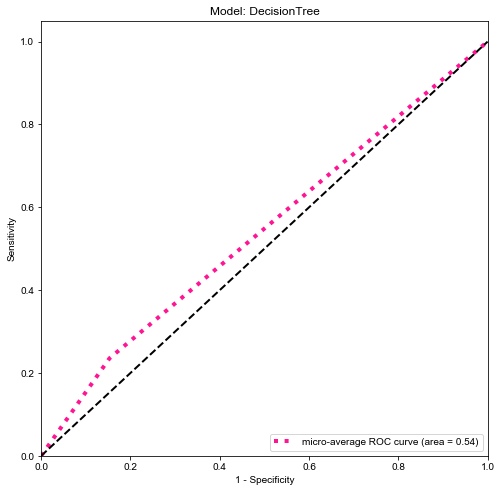 Model: DecisionTree
1.0
0.8
0.6
0.4
0.2
0.0
Sensitivity
micro-average ROC curve (area = 0.54)
0.0 0.2 0.4 0.6 0.8 1.0
1 - Specificity